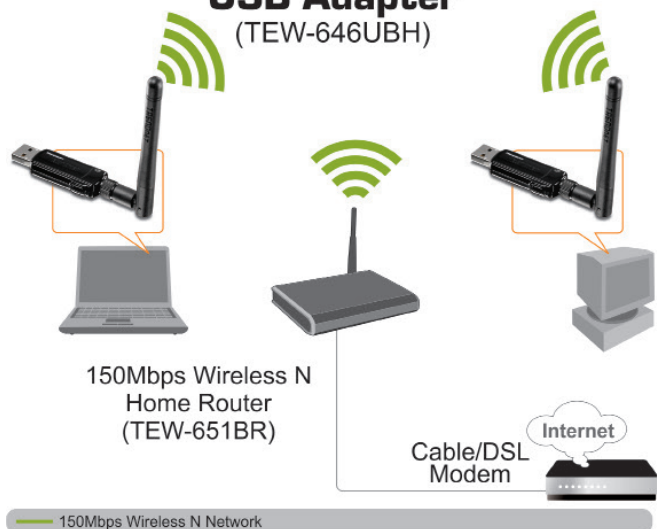 USB Adapter
(TEW-646UBH)
150Mbps Wireless N
Home Router
(TEW-651BR)
Internet
Cable/DSL
Modem
150Mbps Wireless N Network